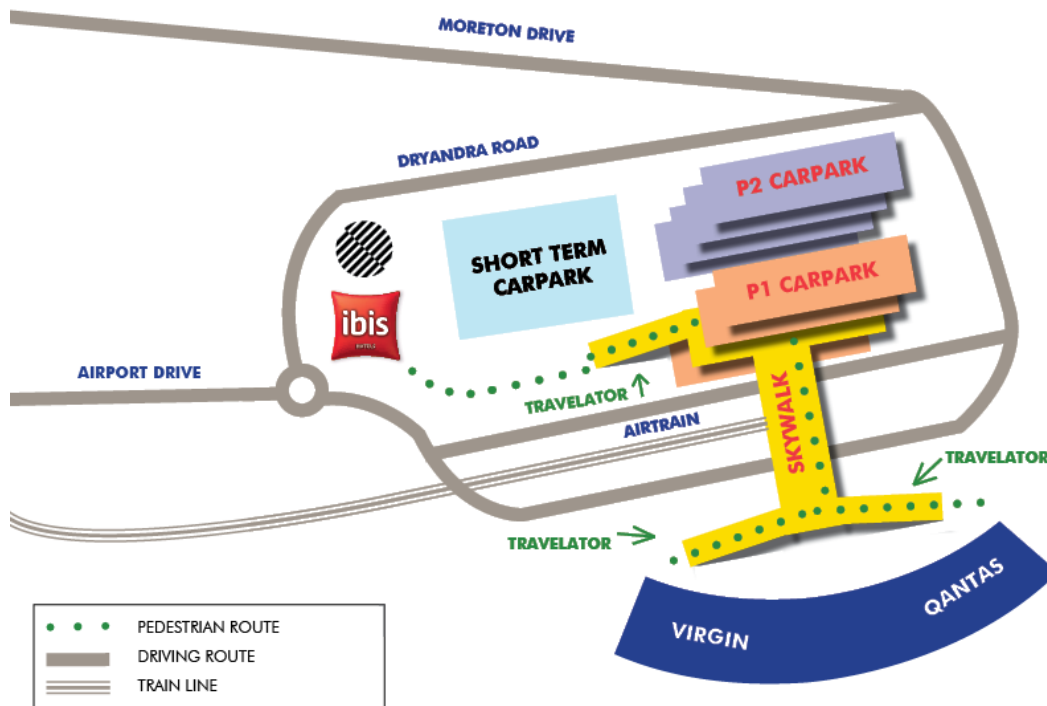 MORETON DRIVE
DRYANDRA ROAD
P2 CARPARK
SHORT TERM
CARPARK
P1 CARPARK
ibis
HOTELS
AIRPORT DRIVE
TRAVELATOR
AIRTRAIN
SKYWALK
TRAVELATOR
TRAVELATOR
VIRGIN
QANTAS
PEDESTRIAN ROUTE
DRIVING ROUTE
TRAIN LINE